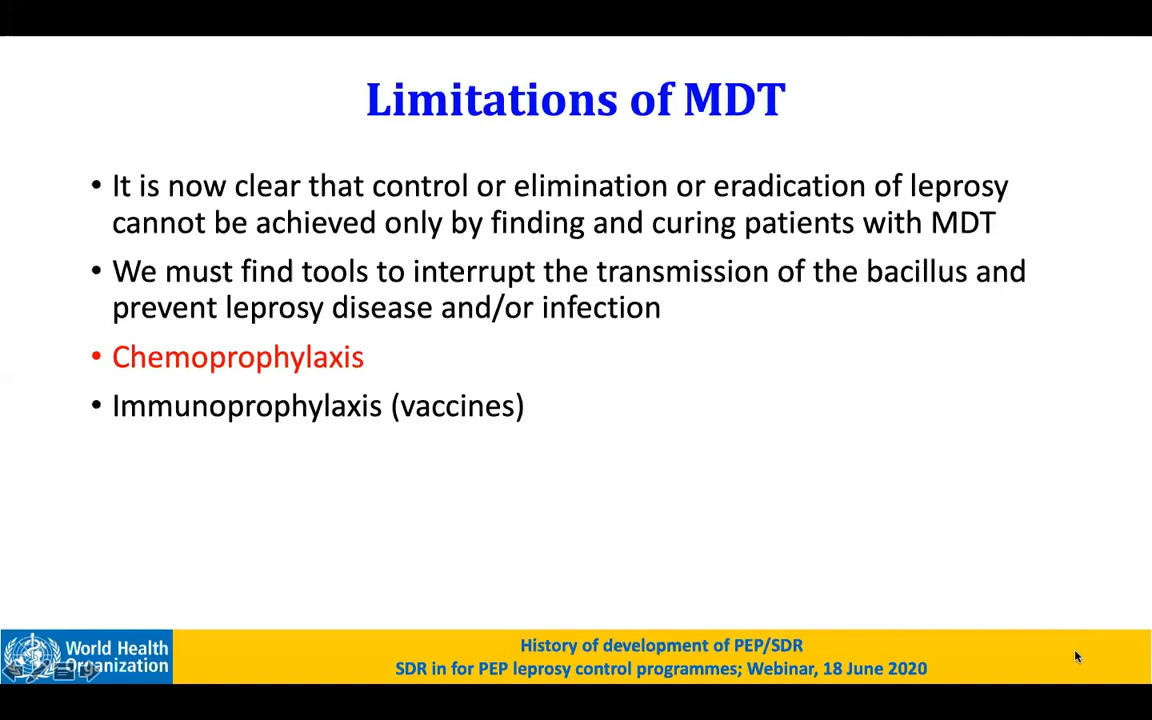 Limitations of MDT
• It is now clear that control or elimination or eradication of leprosy
cannot be achieved only by finding and curing patients with MDT
• We must find tools to interrupt the transmission of the bacillus and
prevent leprosy disease and/or infection
• Chemoprophylaxis
• Immunoprophylaxis (vaccines)
World Health
Organization
History of development of PEP/SDR
SDR in for PEP leprosy control programmes; Webinar, 18 June 2020